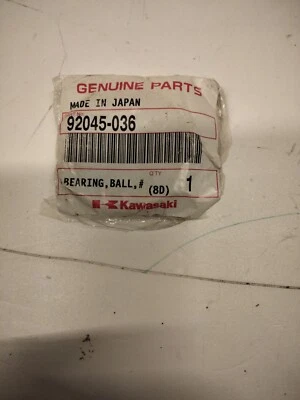 GENUINE PARTS
MADE IN JAPAN
92045-036
QTY
BEARING,BALL,# (8D) 1
Kawasaki